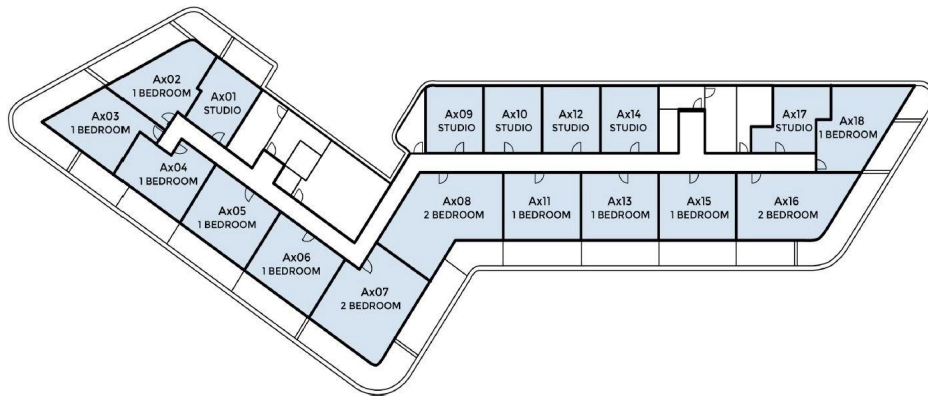 Ax01
STUDIO
Ax02
1 BEDROOM
Ax03
1 BEDROOM
Ax04
1 BEDROOM
Ax05
1 BEDROOM
Ax06
1 BEDROOM
Ax07
2 BEDROOM
Ax08
2 BEDROOM
Ax09
STUDIO
Ax10
STUDIO
Ax11
1 BEDROOM
Ax12
STUDIO
Ax13
1 BEDROOM
Ax14
STUDIO
Ax15
1 BEDROOM
Ax16
2 BEDROOM
Ax17
STUDIO
Ax18
1 BEDROOM